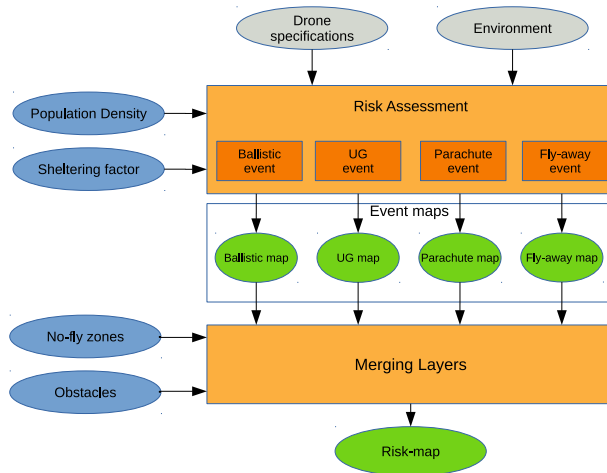 Drone
specifications
Environment
Population Density
Risk Assessment
Sheltering factor
Ballistic
event
UG
event
Parachute
event
Fly-away
event
Event maps
Ballistic map
UG map
Parachute map
Fly-away map
No-fly zones
Merging Layers
Obstacles
Risk-map